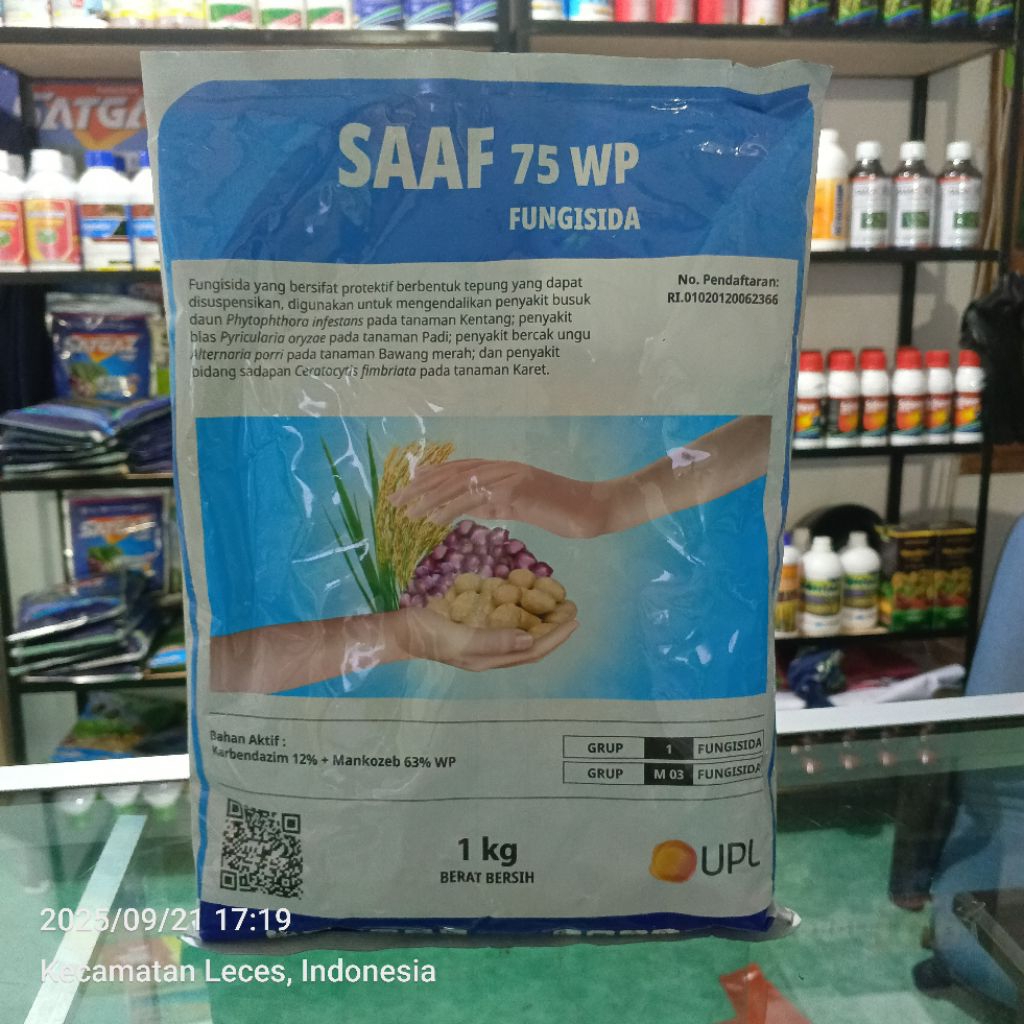 SATGAZ
SAAF 75 WP
FUNGISIDA
Fungisida yang bersifat protektif berbentuk tepung yang dapat
disuspensikan, digunakan untuk mengendalikan penyakit busuk
daun Phytophthora infestans pada tanaman Kentang; penyakit
blas Pyricularia oryzae pada tanaman Padi; penyakit bercak ungu
Alternaria porri pada tanaman Bawang merah; dan penyakit
bidang sadapan Ceratocytis fimbriata pada tanaman Karet.
No. Pendaftaran:
RI.01020120062366
Bahan Aktif :
Karbendazim 12% + Mankozeb 63% WP
GRUP 1 FUNGISIDA
GRUP M 03 FUNGISIDA
1 kg
BERAT BERSIH
UPL
2025/09/21 17:19
Kecamatan Leces, Indonesia